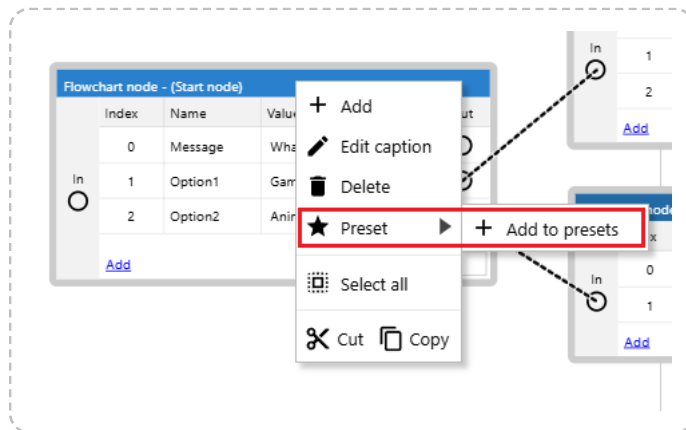 Flowchart node - (Start node)
Index Name
0 Message
In 1 Option1
2 Option2
Add
Add
Edit caption
Delete
Preset
Add to presets
Select all
Cut Copy
In 1
2
Add
0
In
1
Add